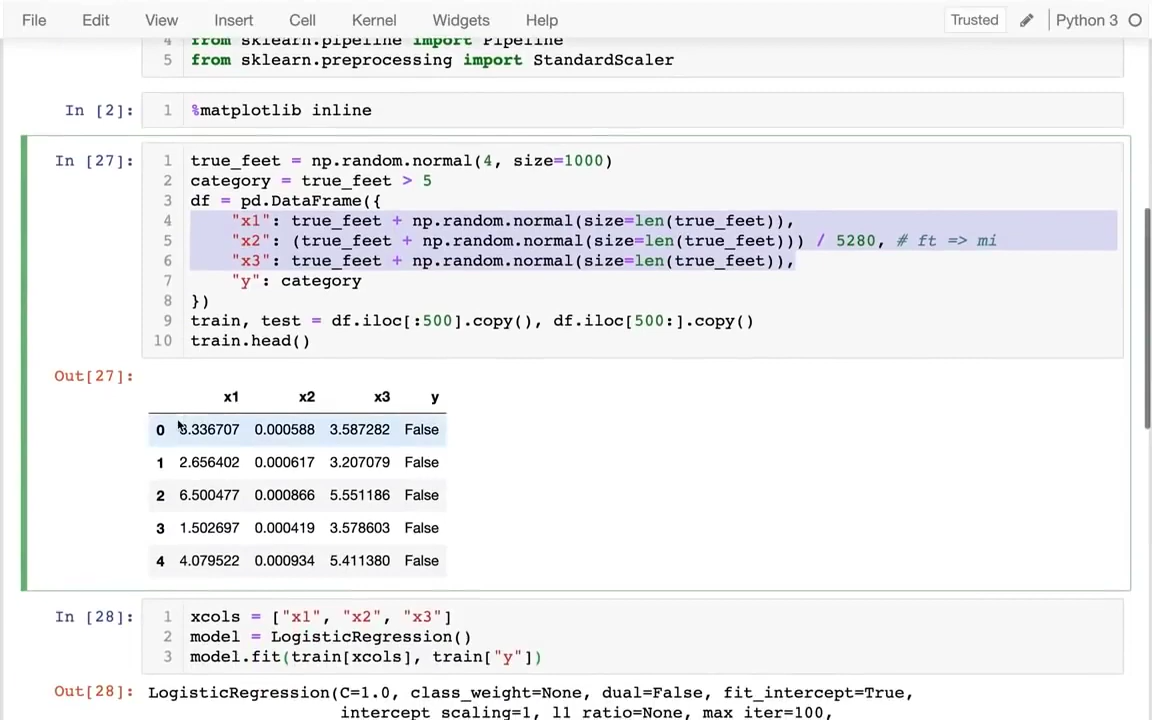 File Edit View Insert Cell Kernel Widgets Help Trusted Python 3
4 from sklearn.pipeline import Pipeline
5 from sklearn.preprocessing import StandardScaler
In [2]: 1 %matplotlib inline
In [27]: 1 true_feet = np.random.normal(4, size=1000)
2 category = true_feet > 5
3 df = pd.DataFrame({
4 "x1": true_feet + np.random.normal(size=len(true_feet)),
5 "x2": (true_feet + np.random.normal(size=len(true_feet))) / 5280, # ft => mi
6 "x3": true_feet + np.random.normal(size=len(true_feet)),
7 "y": category
8 })
9 train, test = df.iloc[:500].copy(), df.iloc[500:].copy()
10 train.head()
Out[27]:
x1 x2 x3 y
0 3.336707 0.000588 3.587282 False
1 2.656402 0.000617 3.207079 False
2 6.500477 0.000866 5.551186 False
3 1.502697 0.000419 3.578603 False
4 4.079522 0.000934 5.411380 False
In [28]: 1 xcols = ["x1", "x2", "x3"]
2 model = LogisticRegression()
3 model.fit(train[xcols], train["y"])
Out[28]: LogisticRegression(C=1.0, class_weight=None, dual=False, fit_intercept=True,
intercept_scaling=1, l1_ratio=None, max_iter=100,